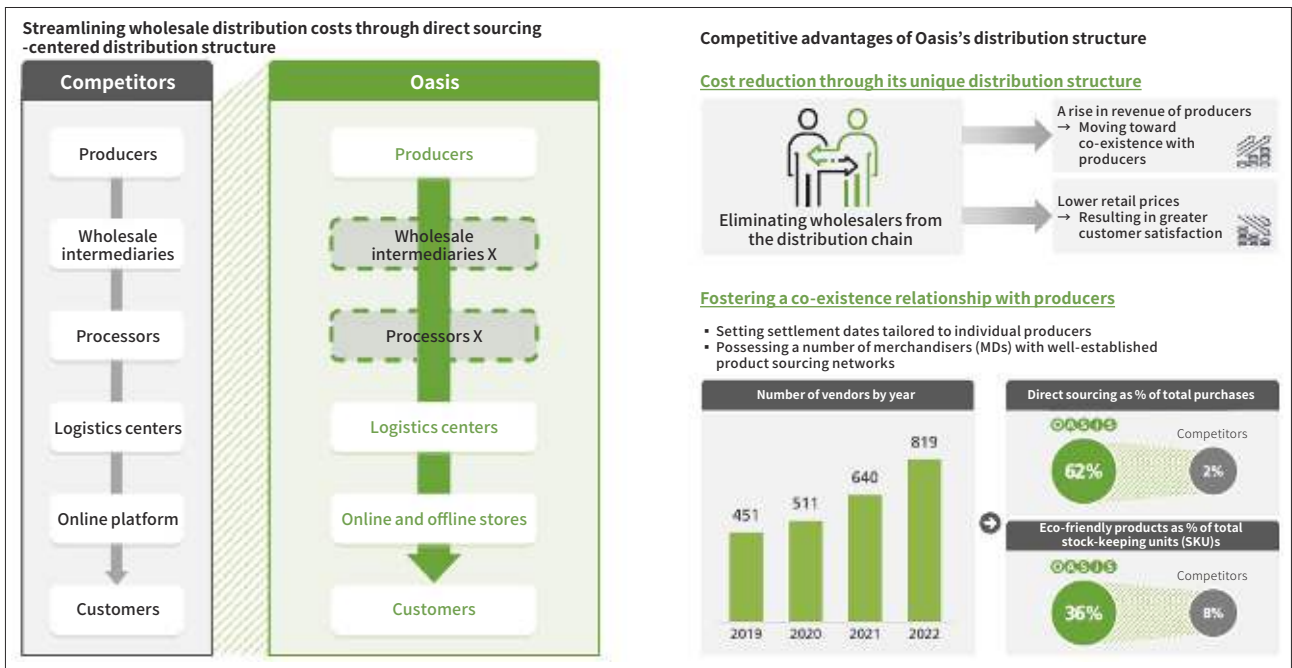 Streamlining wholesale distribution costs through direct sourcing
-centered distribution structure
Competitors
Producers
Wholesale
intermediaries
Processors
Logistics centers
Online platform
Customers
Oasis
Producers
Wholesale
intermediaries X
Processors X
Logistics centers
Online and offline stores
Customers
Competitive advantages of Oasis's distribution structure
Cost reduction through its unique distribution structure
Eliminating wholesalers from
the distribution chain
A rise in revenue of producers
→ Moving toward
co-existence with
producers
Lower retail prices
→ Resulting in greater
customer satisfaction
Fostering a co-existence relationship with producers
▪ Setting settlement dates tailored to individual producers
▪ Possessing a number of merchandisers (MDs) with well-established
product sourcing networks
Number of vendors by year
451
511
640
819
2019 2020 2021 2022
Direct sourcing as % of total purchases
OASIS
Competitors
62%
2%
Eco-friendly products as % of total
stock-keeping units (SKU)s
OASIS
Competitors
36%
8%